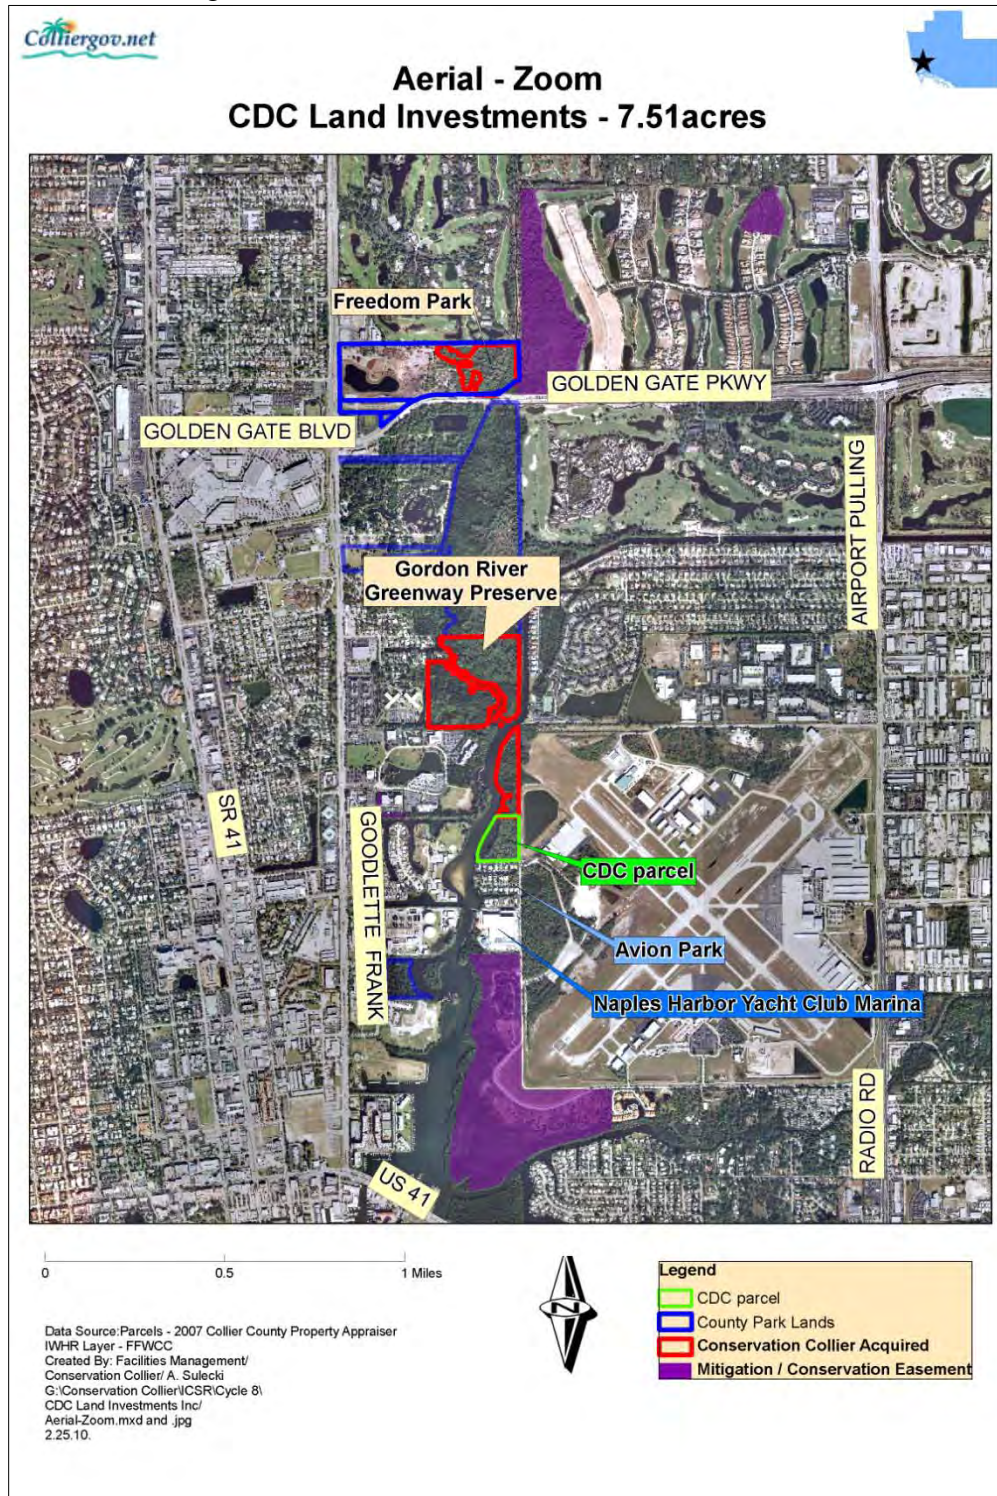 Colliergov.net
Aerial - Zoom
CDC Land Investments - 7.51acres
Freedom Park
GOLDEN GATE PKWY
GOLDEN GATE BLVD
AIRPORT PULLING
Gordon River
Greenway Preserve
SR 41
GOODLETTE FRANK
CDC parcel
Avion Park
Naples Harbor Yacht Club Marina
RADIO RD
US 41
0 0.5 1 Miles
N
Legend
CDC parcel
County Park Lands
Conservation Collier Acquired
Mitigation / Conservation Easement
Data Source:Parcels - 2007 Collier County Property Appraiser
IWHR Layer - FFWCC
Created By: Facilities Management/
Conservation Collier/ A. Sulecki
G:\Conservation Collier\ICSR\Cycle 8\
CDC Land Investments Inc/
Aerial-Zoom.mxd and .jpg
2.25.10.